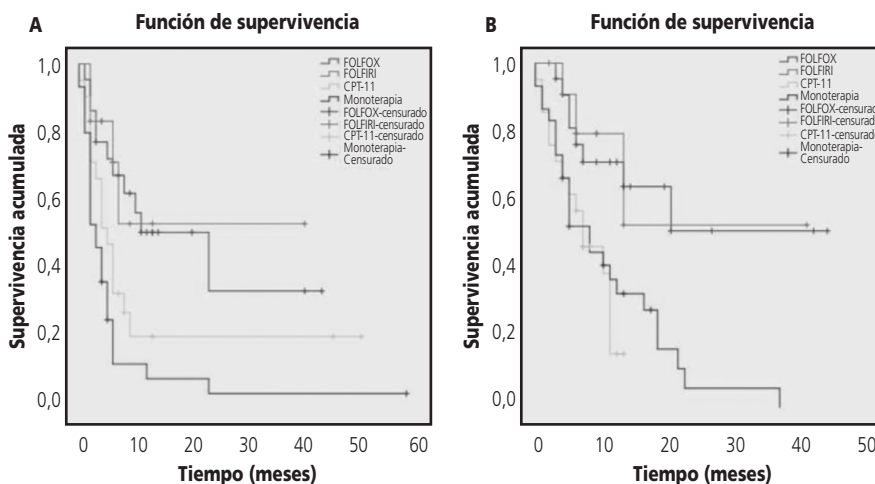 A
Función de supervivencia
Supervivencia acumulada
1,0
0,8
0,6
0,4
0,2
0,0
FOLFOX
FOLFIRI
CPT-11
Monoterapia
FOLFOX-censurado
FOLFIRI-censurado
CPT-11-censurado
Monoterapia-
Censurado
0 10 20 30 40 50 60
Tiempo (meses)
B
Función de supervivencia
Supervivencia acumulada
1,0
0,8
0,6
0,4
0,2
0,0
FOLFOX
FOLFIRI
CPT-11
Monoterapia
FOLFOX-censurado
FOLFIRI-censurado
CPT-11-censurado
Monoterapia-
Censurado
0 10 20 30 40 50
Tiempo (meses)